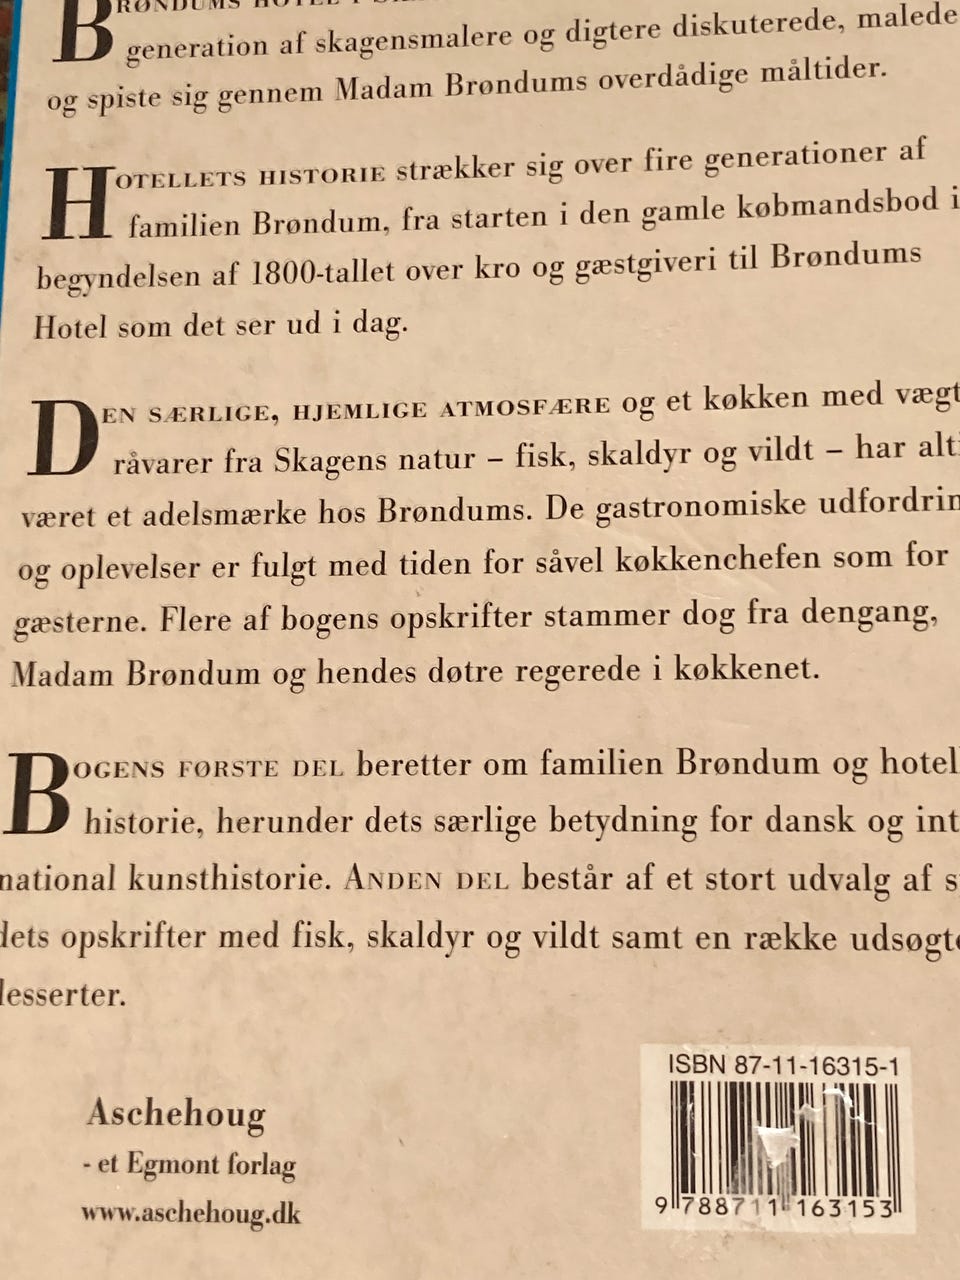 BRØNDUMS HOTEL I
generation af skagensmalere og digtere diskuterede, malede
og spiste sig gennem Madam Brøndums overdådige måltider.
HOTELLETS HISTORIE strækker sig over fire generationer af
familien Brøndum, fra starten i den gamle købmandsbod i
begyndelsen af 1800-tallet over kro og gæstgiveri til Brøndums
Hotel som det ser ud i dag.
DEN SÆRLIGE, HJEMLIGE ATMOSFÆRE og et køkken med vægt
råvarer fra Skagens natur – fisk, skaldyr og vildt – har alt
været et adelsmærke hos Brøndums. De gastronomiske udfordrin
og oplevelser er fulgt med tiden for såvel køkkenchefen som for
gæsterne. Flere af bogens opskrifter stammer dog fra dengang,
Madam Brøndum og hendes døtre regerede i køkkenet.
BOGENS FØRSTE DEL beretter om familien Brøndum og hotel
historie, herunder dets særlige betydning for dansk og int
national kunsthistorie. ANDEN DEL består af et stort udvalg af s
dets opskrifter med fisk, skaldyr og vildt samt en række udsøgte
desserter.
ISBN 87-11-16315-1
9 788711 163153
Aschehoug
- et Egmont forlag
www.aschehoug.dk